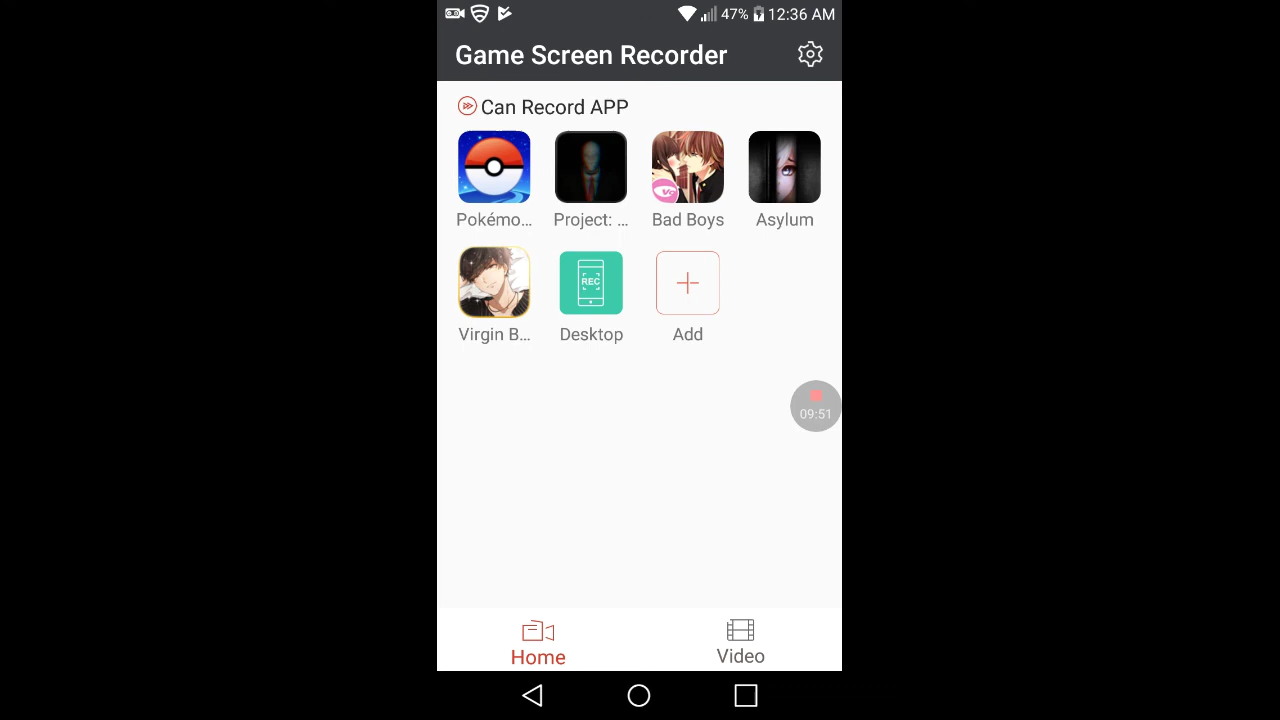 47% 12:36 AM
Game Screen Recorder
Can Record APP
Pokémo... Project: ... Bad Boys Asylum
REC
Virgin B... Desktop Add
09:51
Home Video